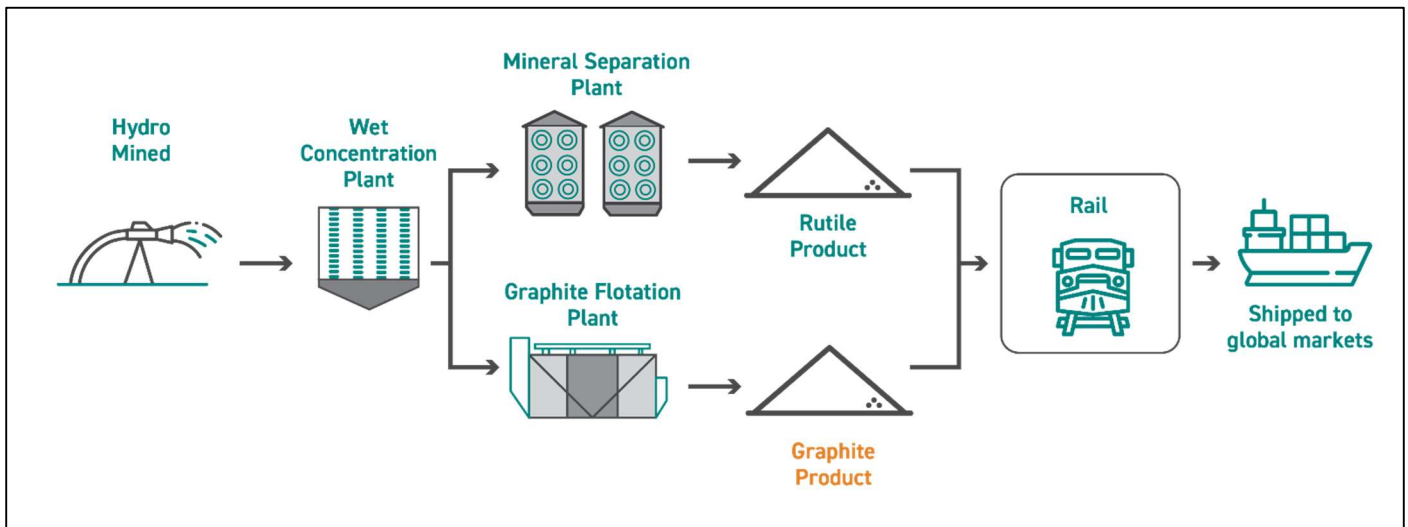 Hydro
Mined
Wet
Concentration
Plant
Mineral Separation
Plant
Graphite Flotation
Plant
Rutile
Product
Graphite
Product
Rail
Shipped to
global markets